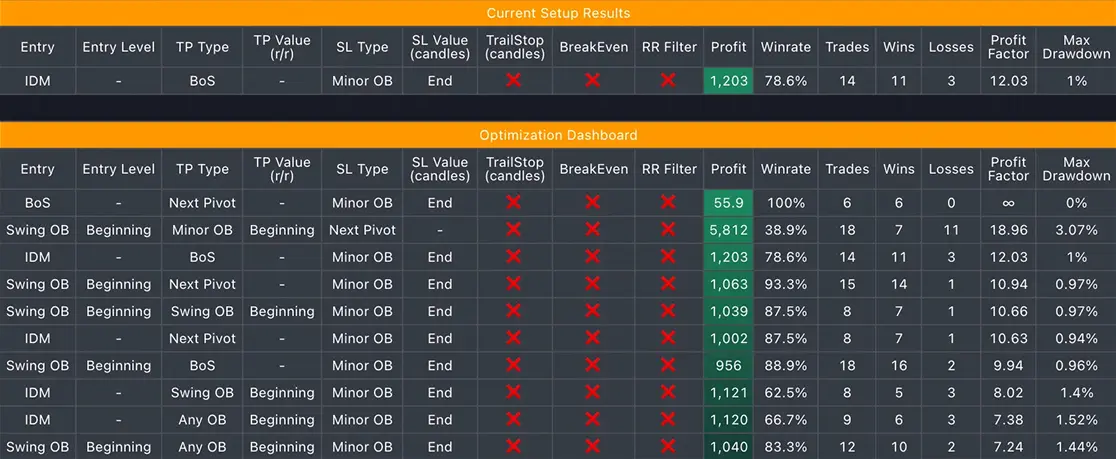 Current Setup Results
Entry Entry Level TP Type TP Value (r/r) SL Type SL Value (candles) TrailStop (candles) BreakEven RR Filter Profit Winrate Trades Wins Losses Profit Factor Max Drawdown
IDM - BoS - Minor OB End ❌ ❌ ❌ 1,203 78.6% 14 11 3 12.03 1%
Optimization Dashboard
Entry Entry Level TP Type TP Value (r/r) SL Type SL Value (candles) TrailStop (candles) BreakEven RR Filter Profit Winrate Trades Wins Losses Profit Factor Max Drawdown
BoS - Next Pivot - Minor OB End ❌ ❌ ❌ 55.9 100% 6 6 0 ∞ 0%
Swing OB Beginning Minor OB Beginning Next Pivot - ❌ ❌ ❌ 5,812 38.9% 18 7 11 18.96 3.07%
IDM - BoS - Minor OB End ❌ ❌ ❌ 1,203 78.6% 14 11 3 12.03 1%
Swing OB Beginning Next Pivot - Minor OB End ❌ ❌ ❌ 1,063 93.3% 15 14 1 10.94 0.97%
Swing OB Beginning Swing OB Beginning Minor OB End ❌ ❌ ❌ 1,039 87.5% 8 7 1 10.66 0.97%
IDM - Next Pivot - Minor OB End ❌ ❌ ❌ 1,002 87.5% 8 7 1 10.63 0.94%
Swing OB Beginning BoS - Minor OB End ❌ ❌ ❌ 956 88.9% 18 16 2 9.94 0.96%
IDM - Swing OB Beginning Minor OB End ❌ ❌ ❌ 1,121 62.5% 8 5 3 8.02 1.4%
IDM - Any OB Beginning Minor OB End ❌ ❌ ❌ 1,120 66.7% 9 6 3 7.38 1.52%
Swing OB Beginning Any OB Beginning Minor OB End ❌ ❌ ❌ 1,040 83.3% 12 10 2 7.24 1.44%